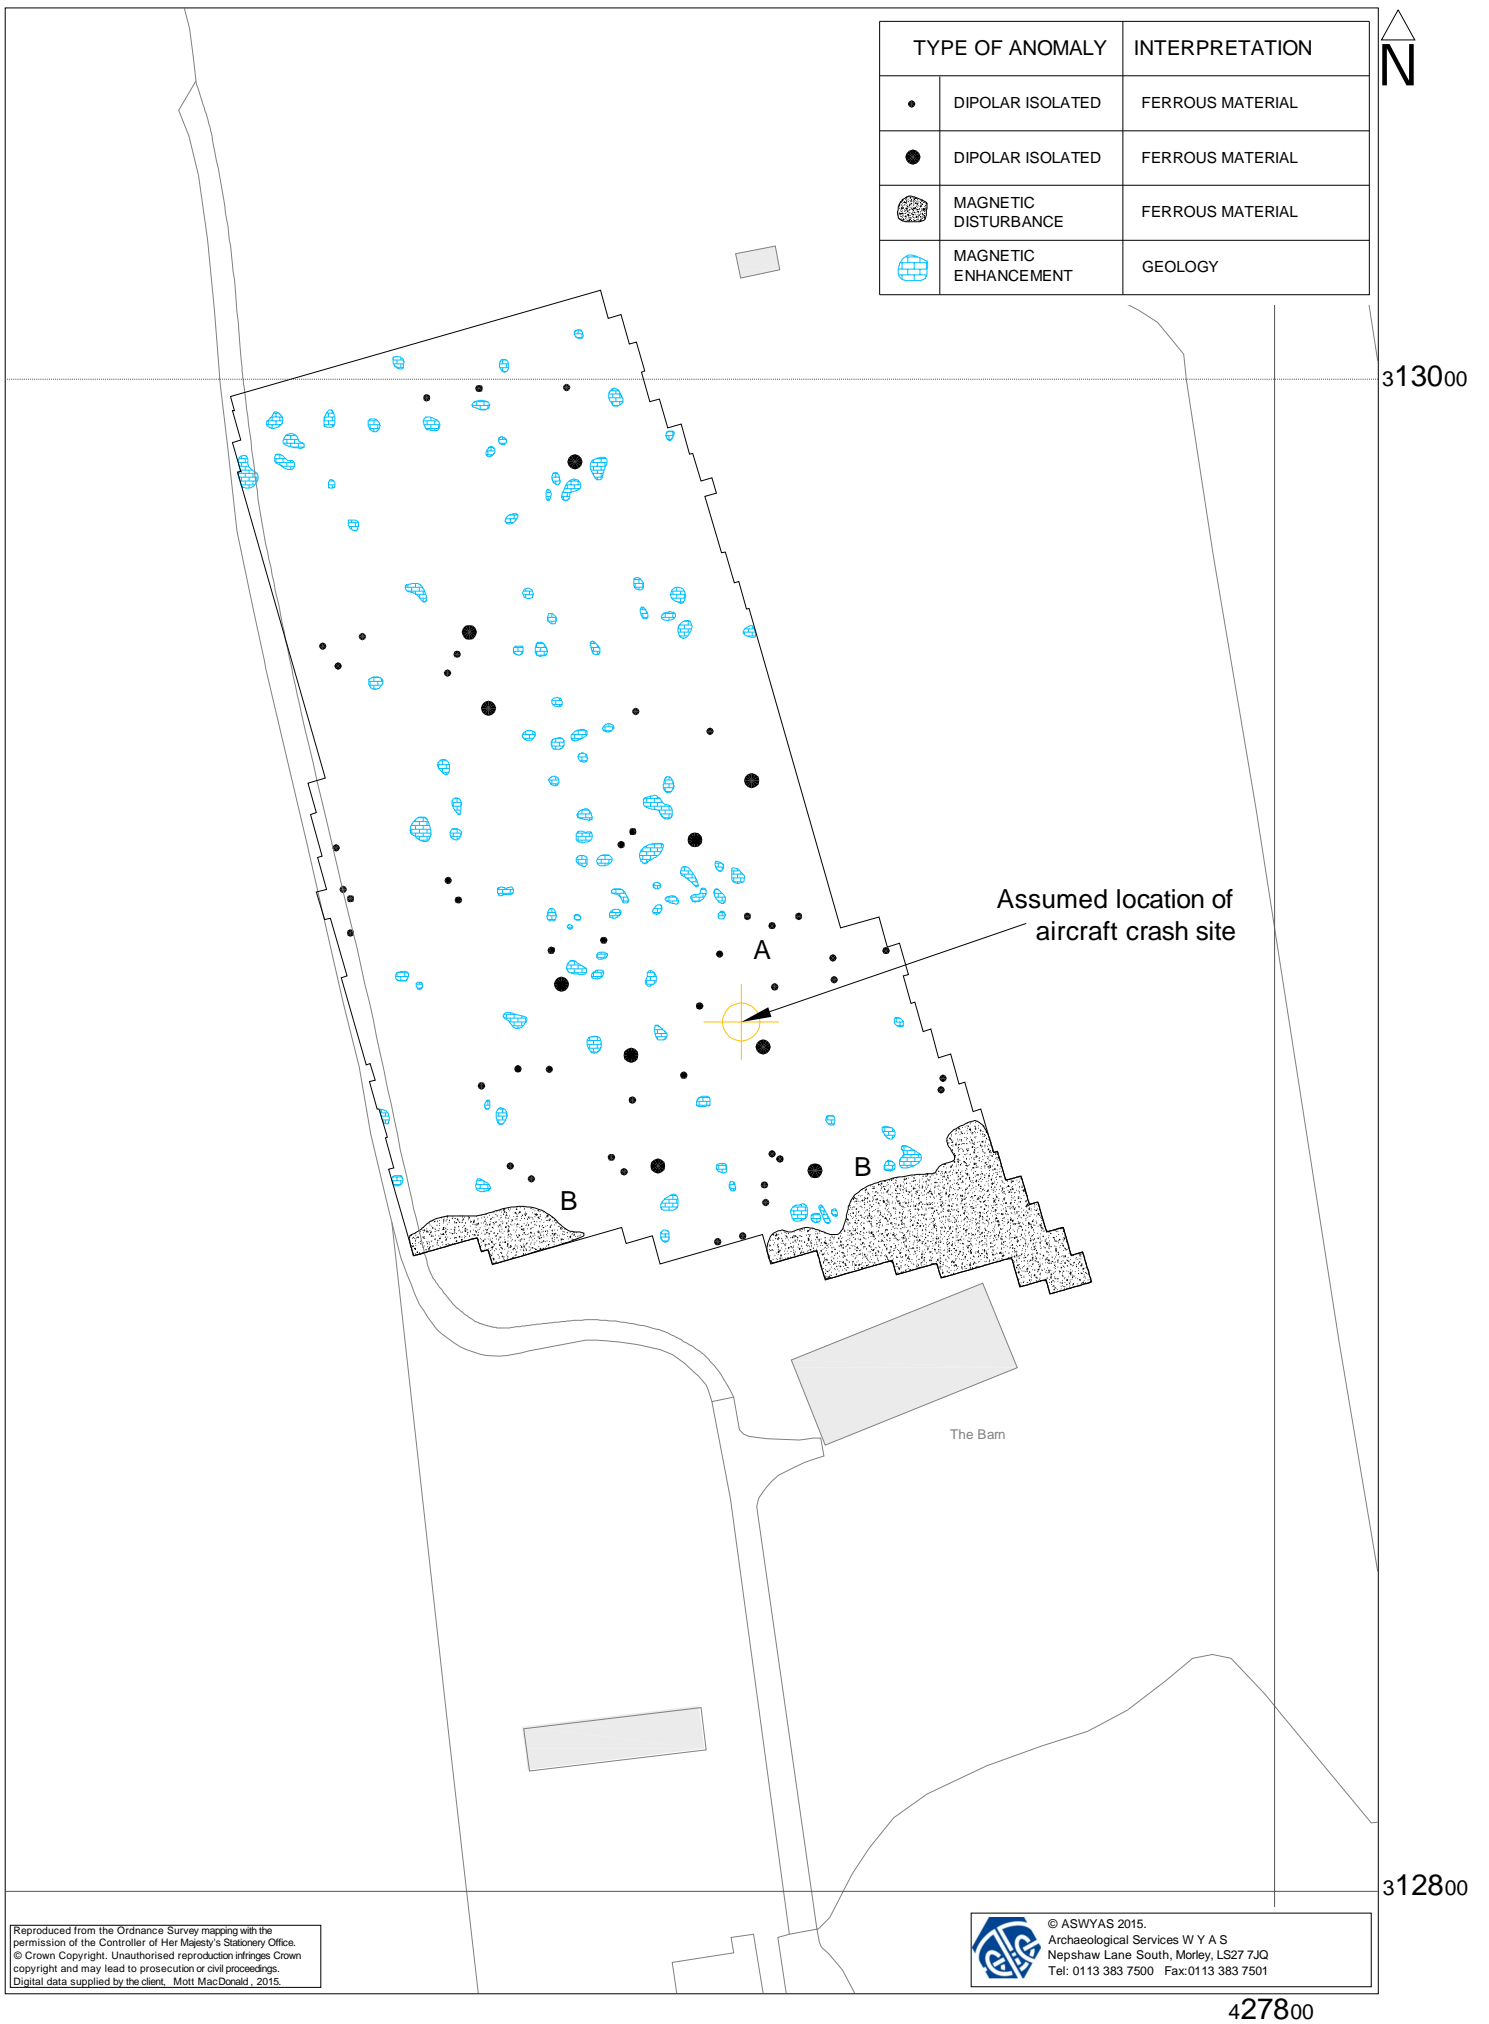 TYPE OF ANOMALY INTERPRETATION
DIPOLAR ISOLATED FERROUS MATERIAL
DIPOLAR ISOLATED FERROUS MATERIAL
MAGNETIC
DISTURBANCE
FERROUS MATERIAL
MAGNETIC
ENHANCEMENT
GEOLOGY
N
313000
Assumed location of
aircraft crash site
A
B
B
The Barn
312800
Reproduced from the Ordnance Survey mapping with the
permission of the Controller of Her Majesty's Stationery Office.
© Crown Copyright. Unauthorised reproduction infringes Crown
copyright and may lead to prosecution or civil proceedings.
Digital data supplied by the client, Mott MacDonald , 2015.
© ASWYAS 2015.
Archaeological Services W Y A S
Nepshaw Lane South, Morley, LS27 7JQ
Tel: 0113 383 7500 Fax:0113 383 7501
427800